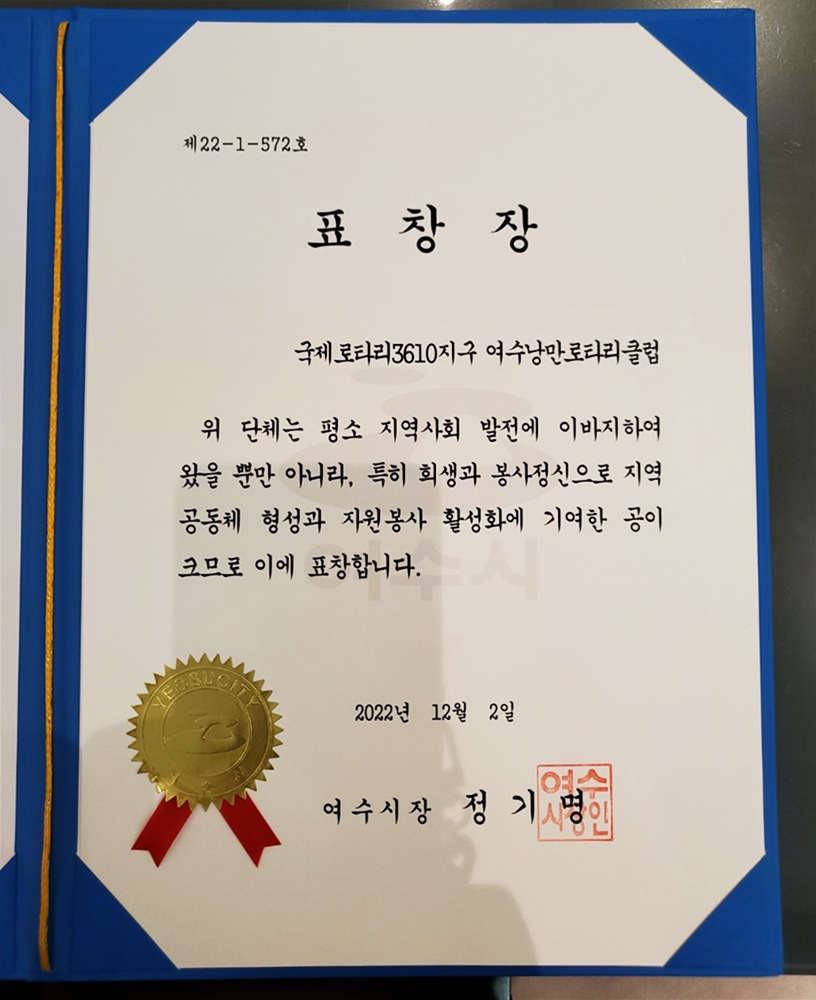 제22-1-572호
표 창 장
국제로타리3610지구 여수낭만로타리클럽
위 단체는 평소 지역사회 발전에 이바지하여
왔을 뿐만 아니라, 특히 희생과 봉사정신으로 지역
공동체 형성과 자원봉사 활성화에 기여한 공이
크므로 이에 표창합니다.
여수시
YEOSU CITY
2022년 12월 2일
여수시장 정기명
여수
시장인